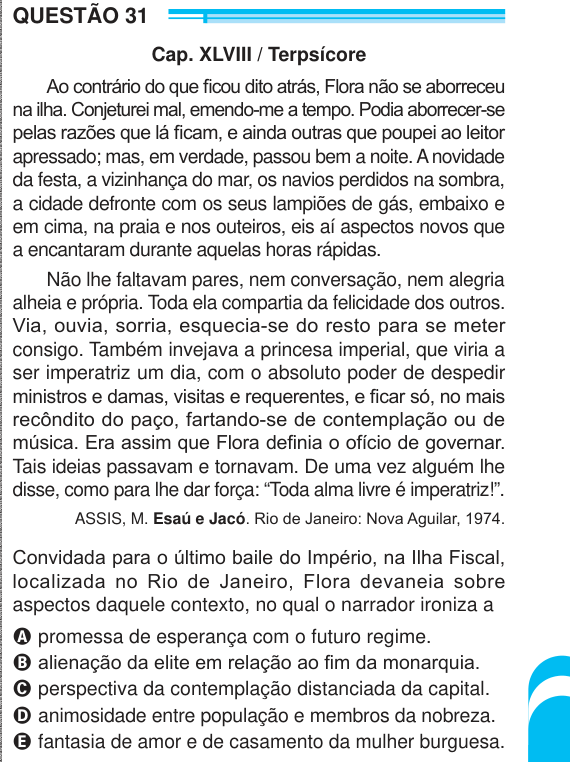 QUESTÃO 31
Cap. XLVIII / Terpsícore
Ao contrário do que ficou dito atrás, Flora não se aborreceu
na ilha. Conjeturei mal, emendo-me a tempo. Podia aborrecer-se
pelas razões que lá ficam, e ainda outras que poupei ao leitor
apressado; mas, em verdade, passou bem a noite. A novidade
da festa, a vizinhança do mar, os navios perdidos na sombra,
a cidade defronte com os seus lampiões de gás, embaixo e
em cima, na praia e nos outeiros, eis aí aspectos novos que
a encantaram durante aquelas horas rápidas.
Não lhe faltavam pares, nem conversação, nem alegria
alheia e própria. Toda ela compartia da felicidade dos outros.
Via, ouvia, sorria, esquecia-se do resto para se meter
consigo. Também invejava a princesa imperial, que viria a
ser imperatriz um dia, com o absoluto poder de despedir
ministros e damas, visitas e requerentes, e ficar só, no mais
recôndito do paço, fartando-se de contemplação ou de
música. Era assim que Flora definia o ofício de governar.
Tais ideias passavam e tornavam. De uma vez alguém lhe
disse, como para lhe dar força: “Toda alma livre é imperatriz!”.
ASSIS, M. Esaú e Jacó. Rio de Janeiro: Nova Aguilar, 1974.
Convidada para o último baile do Império, na Ilha Fiscal,
localizada no Rio de Janeiro, Flora devaneia sobre
aspectos daquele contexto, no qual o narrador ironiza a
A promessa de esperança com o futuro regime.
B alienação da elite em relação ao fim da monarquia.
C perspectiva da contemplação distanciada da capital.
D animosidade entre população e membros da nobreza.
E fantasia de amor e de casamento da mulher burguesa.